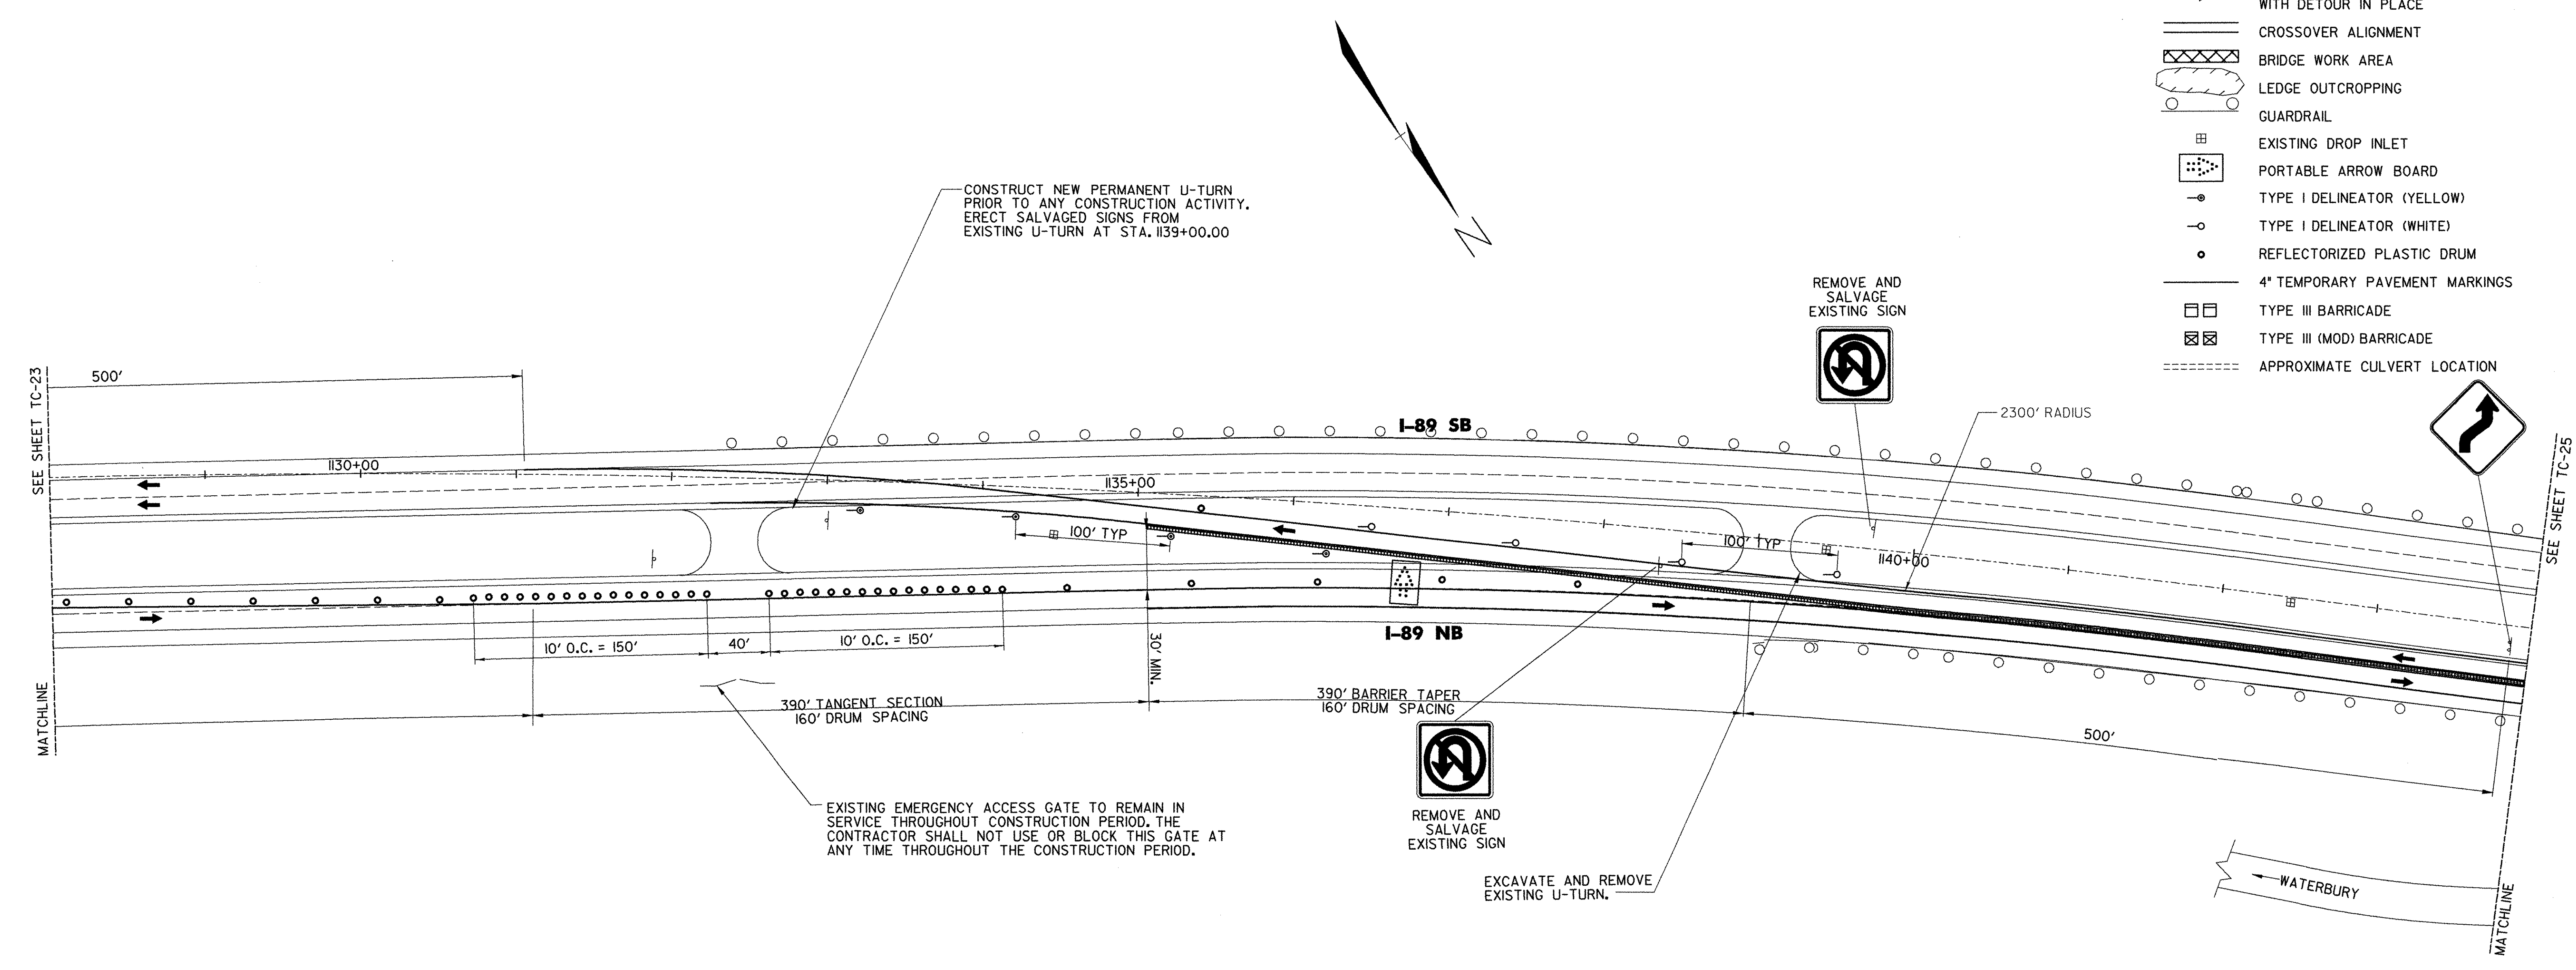 WITH DETOUR IN PLACE
CROSSOVER ALIGNMENT
BRIDGE WORK AREA
LEDGE OUTCROPPING
GUARDRAIL
EXISTING DROP INLET
PORTABLE ARROW BOARD
TYPE I DELINEATOR (YELLOW)
TYPE I DELINEATOR (WHITE)
REFLECTORIZED PLASTIC DRUM
4" TEMPORARY PAVEMENT MARKINGS
TYPE III BARRICADE
TYPE III (MOD) BARRICADE
APPROXIMATE CULVERT LOCATION
N
CONSTRUCT NEW PERMANENT U-TURN
PRIOR TO ANY CONSTRUCTION ACTIVITY.
ERECT SALVAGED SIGNS FROM
EXISTING U-TURN AT STA. 1139+00.00
REMOVE AND
SALVAGE
EXISTING SIGN
2300' RADIUS
SEE SHEET TC-23
500'
I-89 SB
SEE SHEET TC-25
1130+00
1135+00
100' TYP
100' TYP
1140+00
I-89 NB
10' O.C. = 150'
40'
10' O.C. = 150'
30' MIN.
MATCHLINE
390' TANGENT SECTION
160' DRUM SPACING
390' BARRIER TAPER
160' DRUM SPACING
500'
EXISTING EMERGENCY ACCESS GATE TO REMAIN IN
SERVICE THROUGHOUT CONSTRUCTION PERIOD. THE
CONTRACTOR SHALL NOT USE OR BLOCK THIS GATE AT
ANY TIME THROUGHOUT THE CONSTRUCTION PERIOD.
REMOVE AND
SALVAGE
EXISTING SIGN
EXCAVATE AND REMOVE
EXISTING U-TURN.
WATERBURY
MATCHLINE